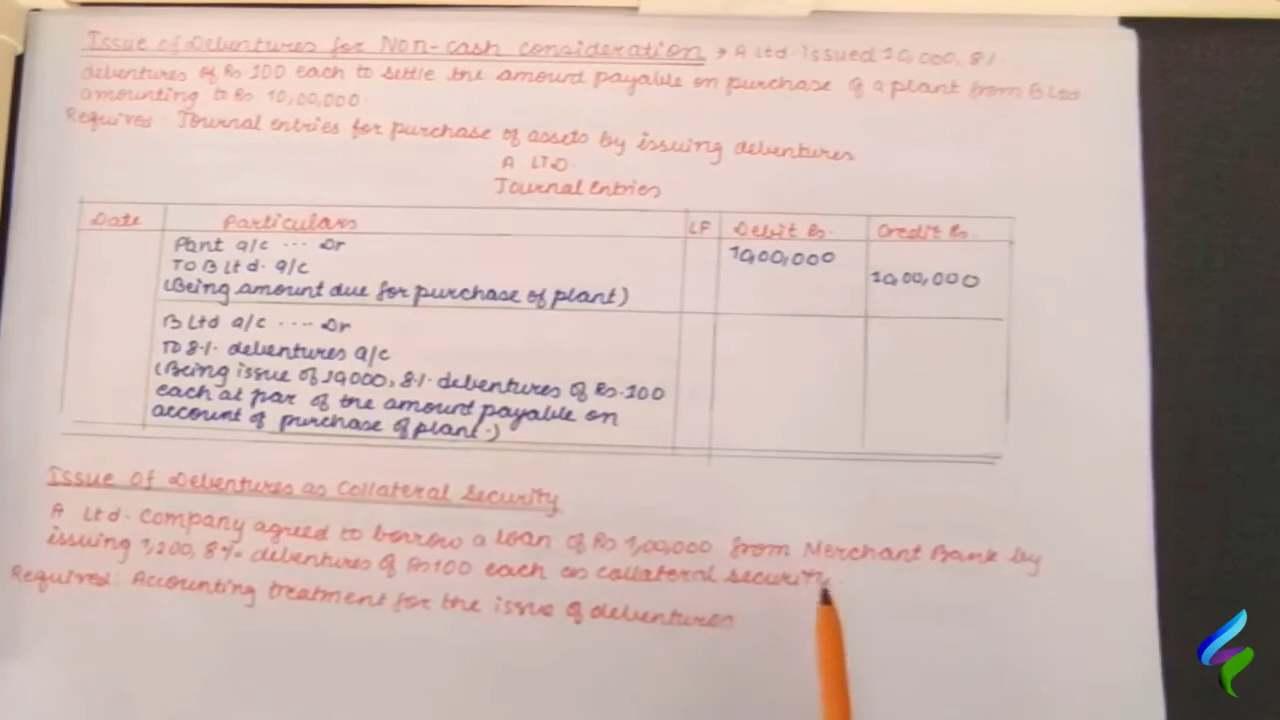 Issue of Debentures for Non-cash consideration → A Ltd. issued 10,000, 8%
debentures of Rs 100 each to settle the amount payable on purchase of a plant from B Ltd
amounting to Rs 10,00,000.
Required: Journal entries for purchase of assets by issuing debentures
A LTD.
Journal Entries
Date Particulars LF Debit Rs. Credit Rs.
Plant a/c ... Dr 10,00,000
To B Ltd. a/c 10,00,000
(Being amount due for purchase of plant)
B Ltd a/c .... Dr
To 8% debentures a/c
(Being issue of 10,000, 8% debentures of Rs. 100
each at par of the amount payable on
account of purchase of plant.)
Issue of Debentures as Collateral Security
A Ltd. Company agreed to borrow a loan of Rs 1,00,000 from Merchant Bank by
issuing 1,200, 8% debentures of Rs 100 each as collateral security.
Required: Accounting treatment for the issue of debentures